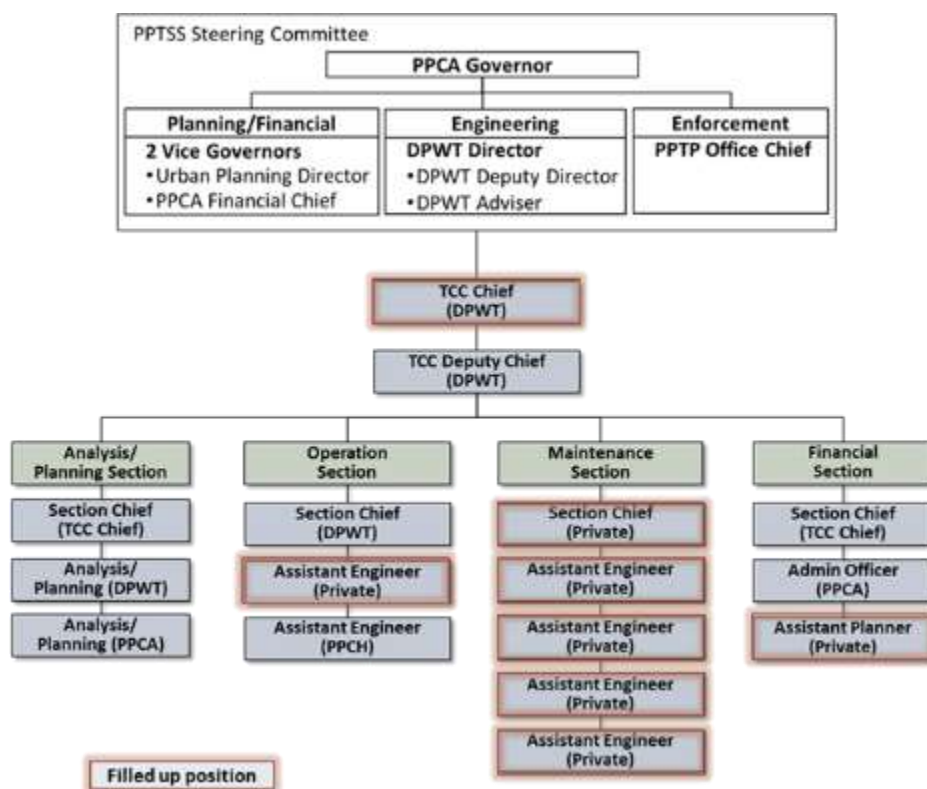 PPTSS Steering Committee
PPCA Governor
Planning/Financial
2 Vice Governors
•Urban Planning Director
•PPCA Financial Chief
Engineering
DPWT Director
•DPWT Deputy Director
•DPWT Adviser
Enforcement
PPTP Office Chief
TCC Chief
(DPWT)
TCC Deputy Chief
(DPWT)
Analysis/
Planning Section
Section Chief
(TCC Chief)
Analysis/
Planning (DPWT)
Analysis/
Planning (PPCA)
Operation
Section
Section Chief
(DPWT)
Assistant Engineer
(Private)
Assistant Engineer
(PPCH)
Maintenance
Section
Section Chief
(Private)
Assistant Engineer
(Private)
Assistant Engineer
(Private)
Assistant Engineer
(Private)
Assistant Engineer
(Private)
Financial
Section
Section Chief
(TCC Chief)
Admin Officer
(PPCA)
Assistant Planner
(Private)
Filled up position